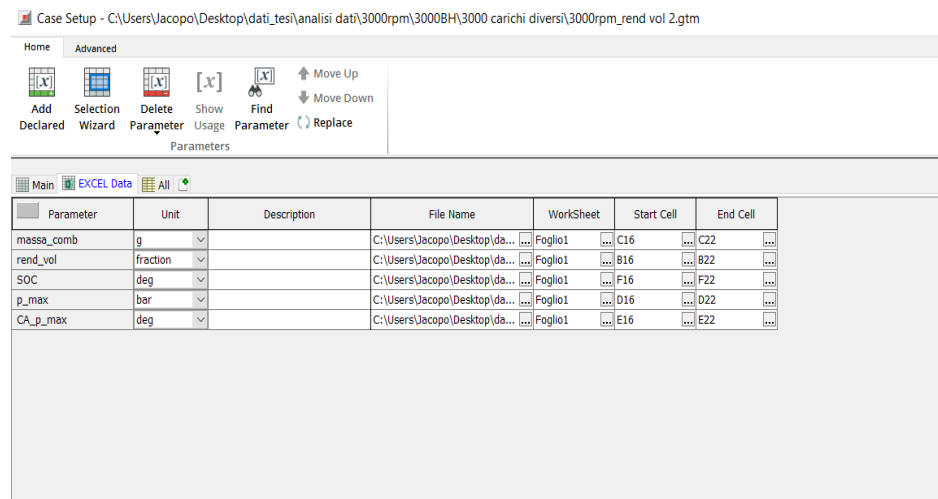 Case Setup - C:\Users\Jacopo\Desktop\dati_tesi\analisi dati\3000rpm\3000BH\3000 carichi diversi\3000rpm_rend vol 2.gtm
Home Advanced
Add Declared
Selection Wizard
Delete Parameter
Show Usage
Find Parameter
Move Up
Move Down
Replace
Parameters
Main EXCEL Data All
Parameter Unit Description File Name WorkSheet Start Cell End Cell
massa_comb g C:\Users\Jacopo\Desktop\da... ... Foglio1 ... C16 ... C22 ...
rend_vol fraction C:\Users\Jacopo\Desktop\da... ... Foglio1 ... B16 ... B22 ...
SOC deg C:\Users\Jacopo\Desktop\da... ... Foglio1 ... F16 ... F22 ...
p_max bar C:\Users\Jacopo\Desktop\da... ... Foglio1 ... D16 ... D22 ...
CA_p_max deg C:\Users\Jacopo\Desktop\da... ... Foglio1 ... E16 ... E22 ...